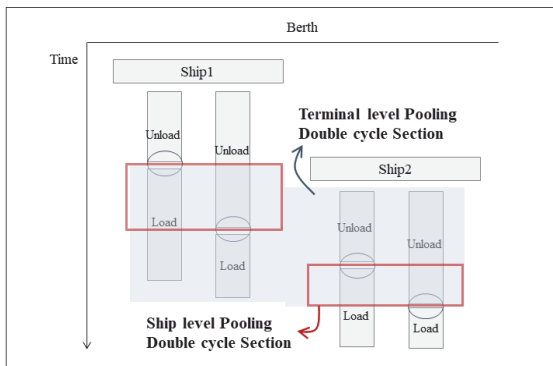 Berth
Time
Ship1
Unload
Unload
Terminal level Pooling
Double cycle Section
Ship2
Load
Load
Unload
Unload
Load
Load
Ship level Pooling
Double cycle Section